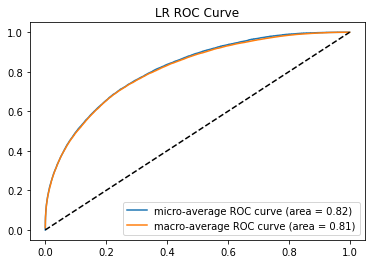 LR ROC Curve
1.0
0.8
0.6
0.4
0.2
0.0
micro-average ROC curve (area = 0.82)
macro-average ROC curve (area = 0.81)
0.0 0.2 0.4 0.6 0.8 1.0